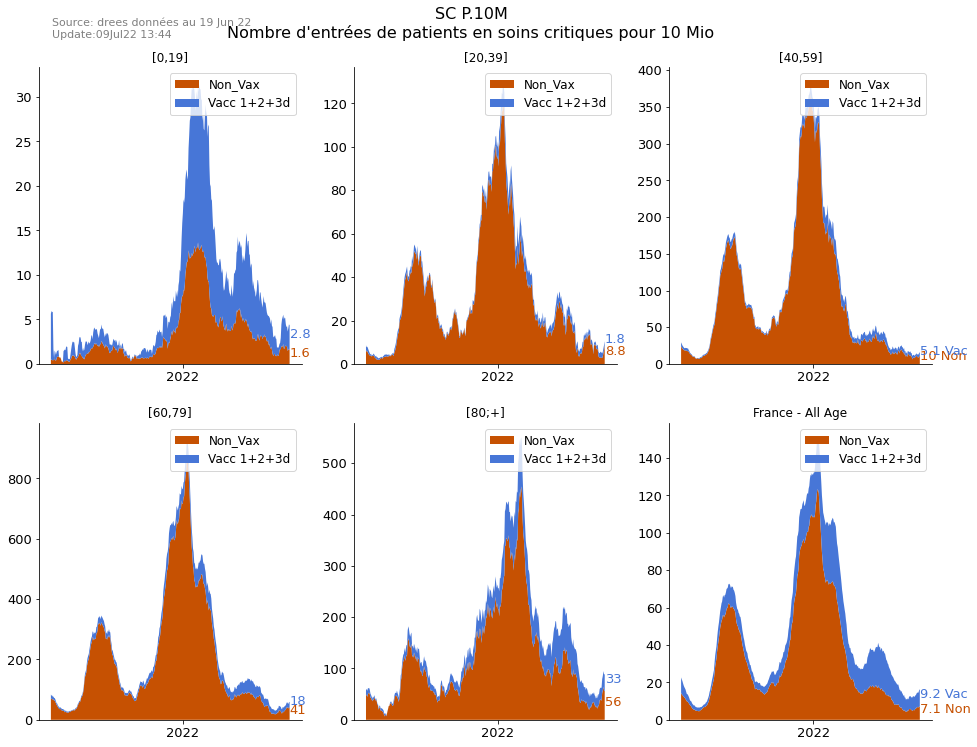 SC P.10M
Source: drees données au 19 Jun 22
Update:09Jul22 13:44
Nombre d'entrées de patients en soins critiques pour 10 Mio
[0,19]
Non_Vax
Vacc 1+2+3d
30
25
20
15
10
5
0
2.8
1.6
2022
[20,39]
Non_Vax
Vacc 1+2+3d
120
100
80
60
40
20
0
1.8
8.8
2022
[40,59]
Non_Vax
Vacc 1+2+3d
400
350
300
250
200
150
100
50
0
5.1 Vac
10 Non
2022
[60,79]
Non_Vax
Vacc 1+2+3d
800
600
400
200
0
18
41
2022
[80;+]
Non_Vax
Vacc 1+2+3d
500
400
300
200
100
0
33
56
2022
France - All Age
Non_Vax
Vacc 1+2+3d
140
120
100
80
60
40
20
0
9.2 Vac
7.1 Non
2022